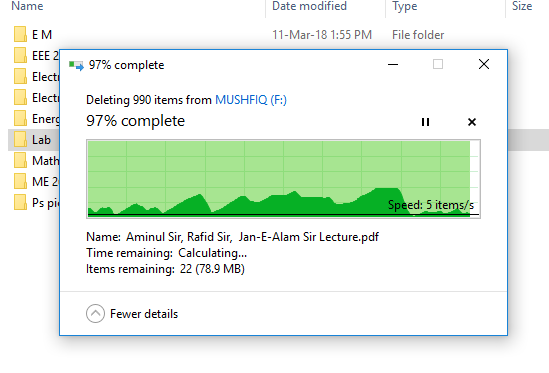 Name Date modified Type Size
E M 11-Mar-18 1:55 PM File folder
EEE 2
Electr
Electr
Energ
Lab
Math
ME 20
Ps pic
97% complete
Deleting 990 items from MUSHFIQ (F:)
97% complete
Speed: 5 items/s
Name: Aminul Sir, Rafid Sir, Jan-E-Alam Sir Lecture.pdf
Time remaining: Calculating...
Items remaining: 22 (78.9 MB)
Fewer details